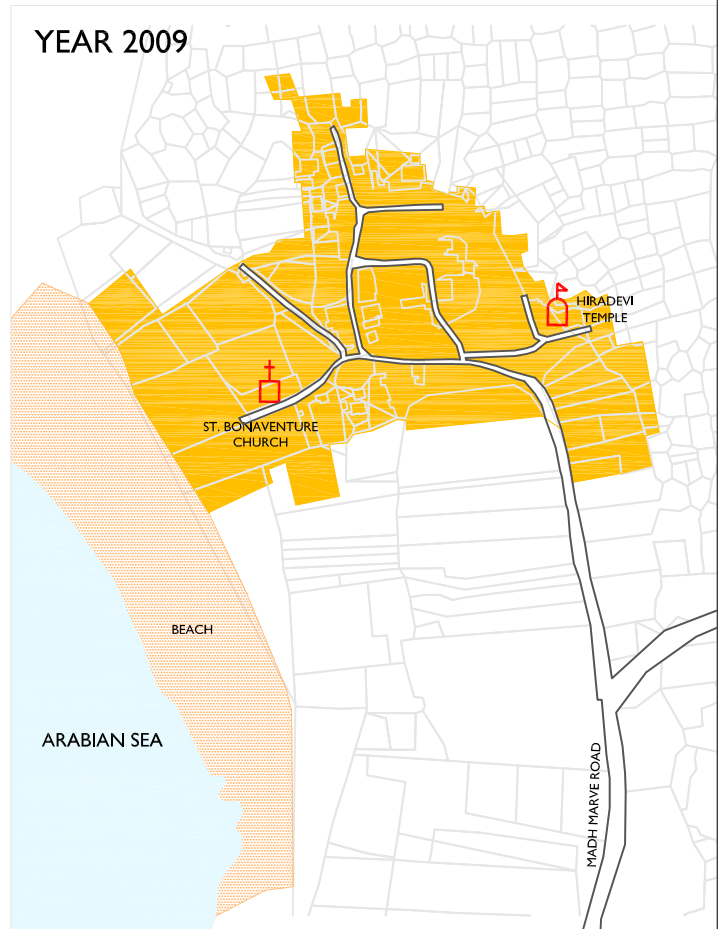 YEAR 2009
HIRADEVI
TEMPLE
ST. BONAVENTURE
CHURCH
BEACH
ARABIAN SEA
MADH MARVE ROAD